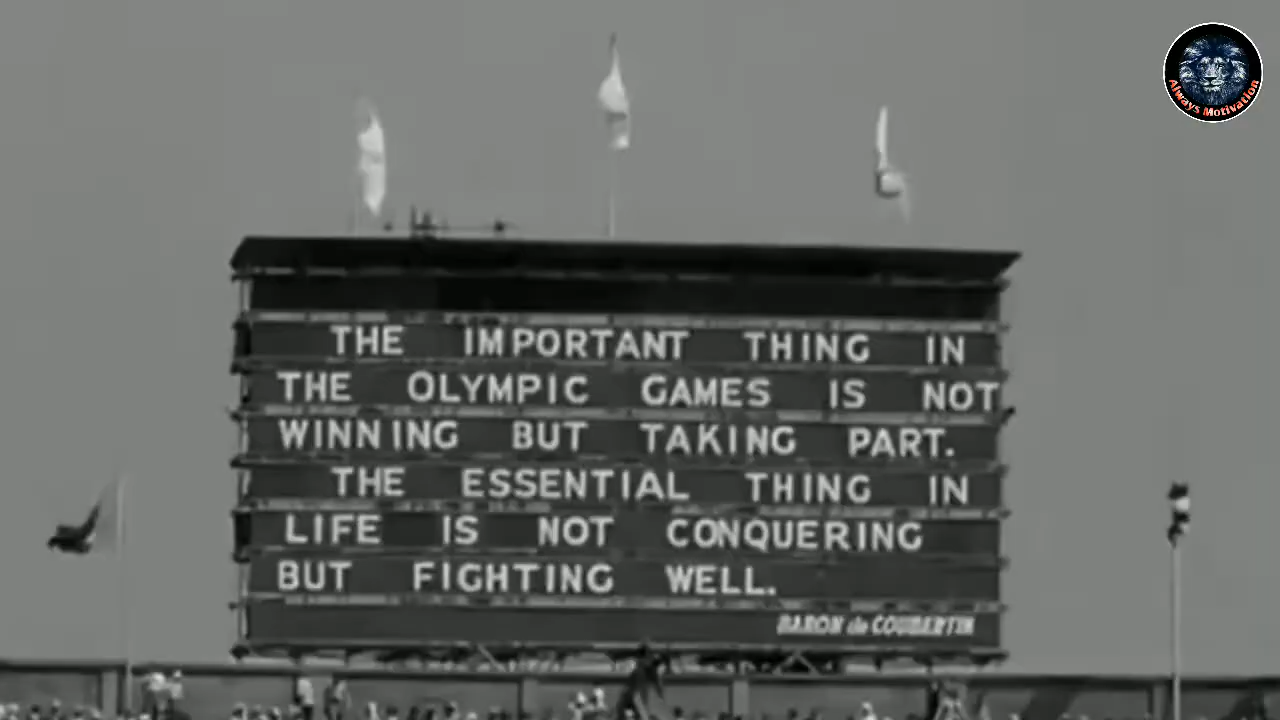 Always Motivation
THE IMPORTANT THING IN
THE OLYMPIC GAMES IS NOT
WINNING BUT TAKING PART.
THE ESSENTIAL THING IN
LIFE IS NOT CONQUERING
BUT FIGHTING WELL.
BARON de COUBERTIN